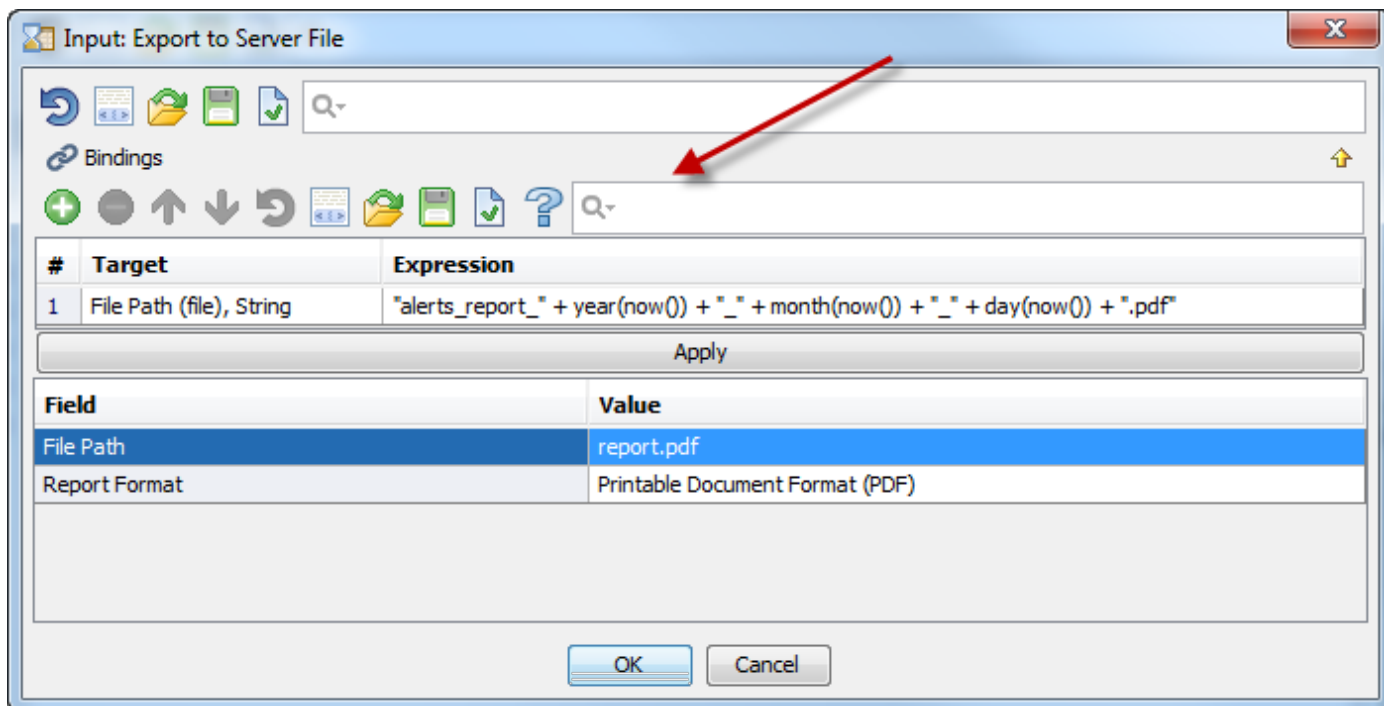 Input: Export to Server File
Bindings
# Target Expression
1 File Path (file), String "alerts_report_" + year(now()) + "_" + month(now()) + "_" + day(now()) + ".pdf"
Apply
Field Value
File Path report.pdf
Report Format Printable Document Format (PDF)
OK Cancel